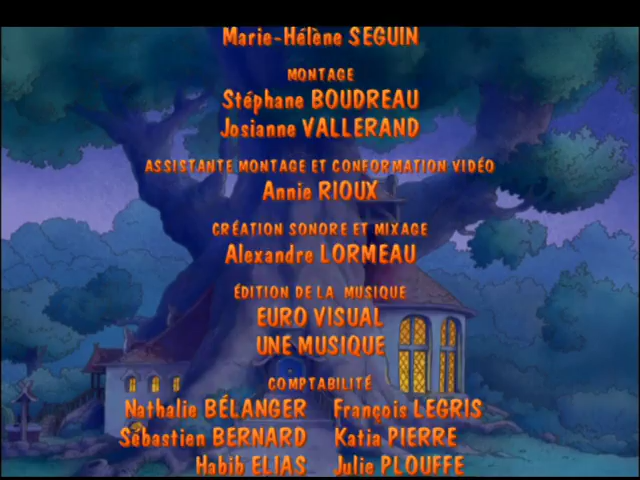 Marie-Hélène SEGUIN
MONTAGE
Stéphane BOUDREAU
Josianne VALLERAND
ASSISTANTE MONTAGE ET CONFORMATION VIDÉO
Annie RIOUX
CRÉATION SONORE ET MIXAGE
Alexandre LORMEAU
ÉDITION DE LA MUSIQUE
EURO VISUAL
UNE MUSIQUE
COMPTABILITÉ
Nathalie BÉLANGER François LEGRIS
Sébastien BERNARD Katia PIERRE
Habib ELIAS Julie PLOUFFE